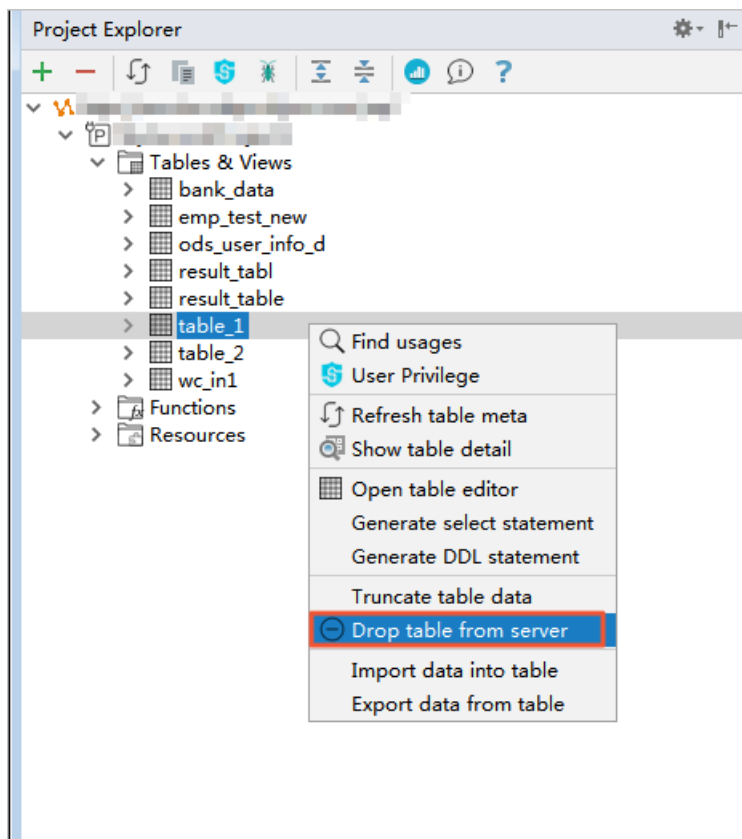 Project Explorer
Tables & Views
bank_data
emp_test_new
ods_user_info_d
result_tabl
result_table
table_1
table_2
wc_in1
Functions
Resources
Find usages
User Privilege
Refresh table meta
Show table detail
Open table editor
Generate select statement
Generate DDL statement
Truncate table data
Drop table from server
Import data into table
Export data from table